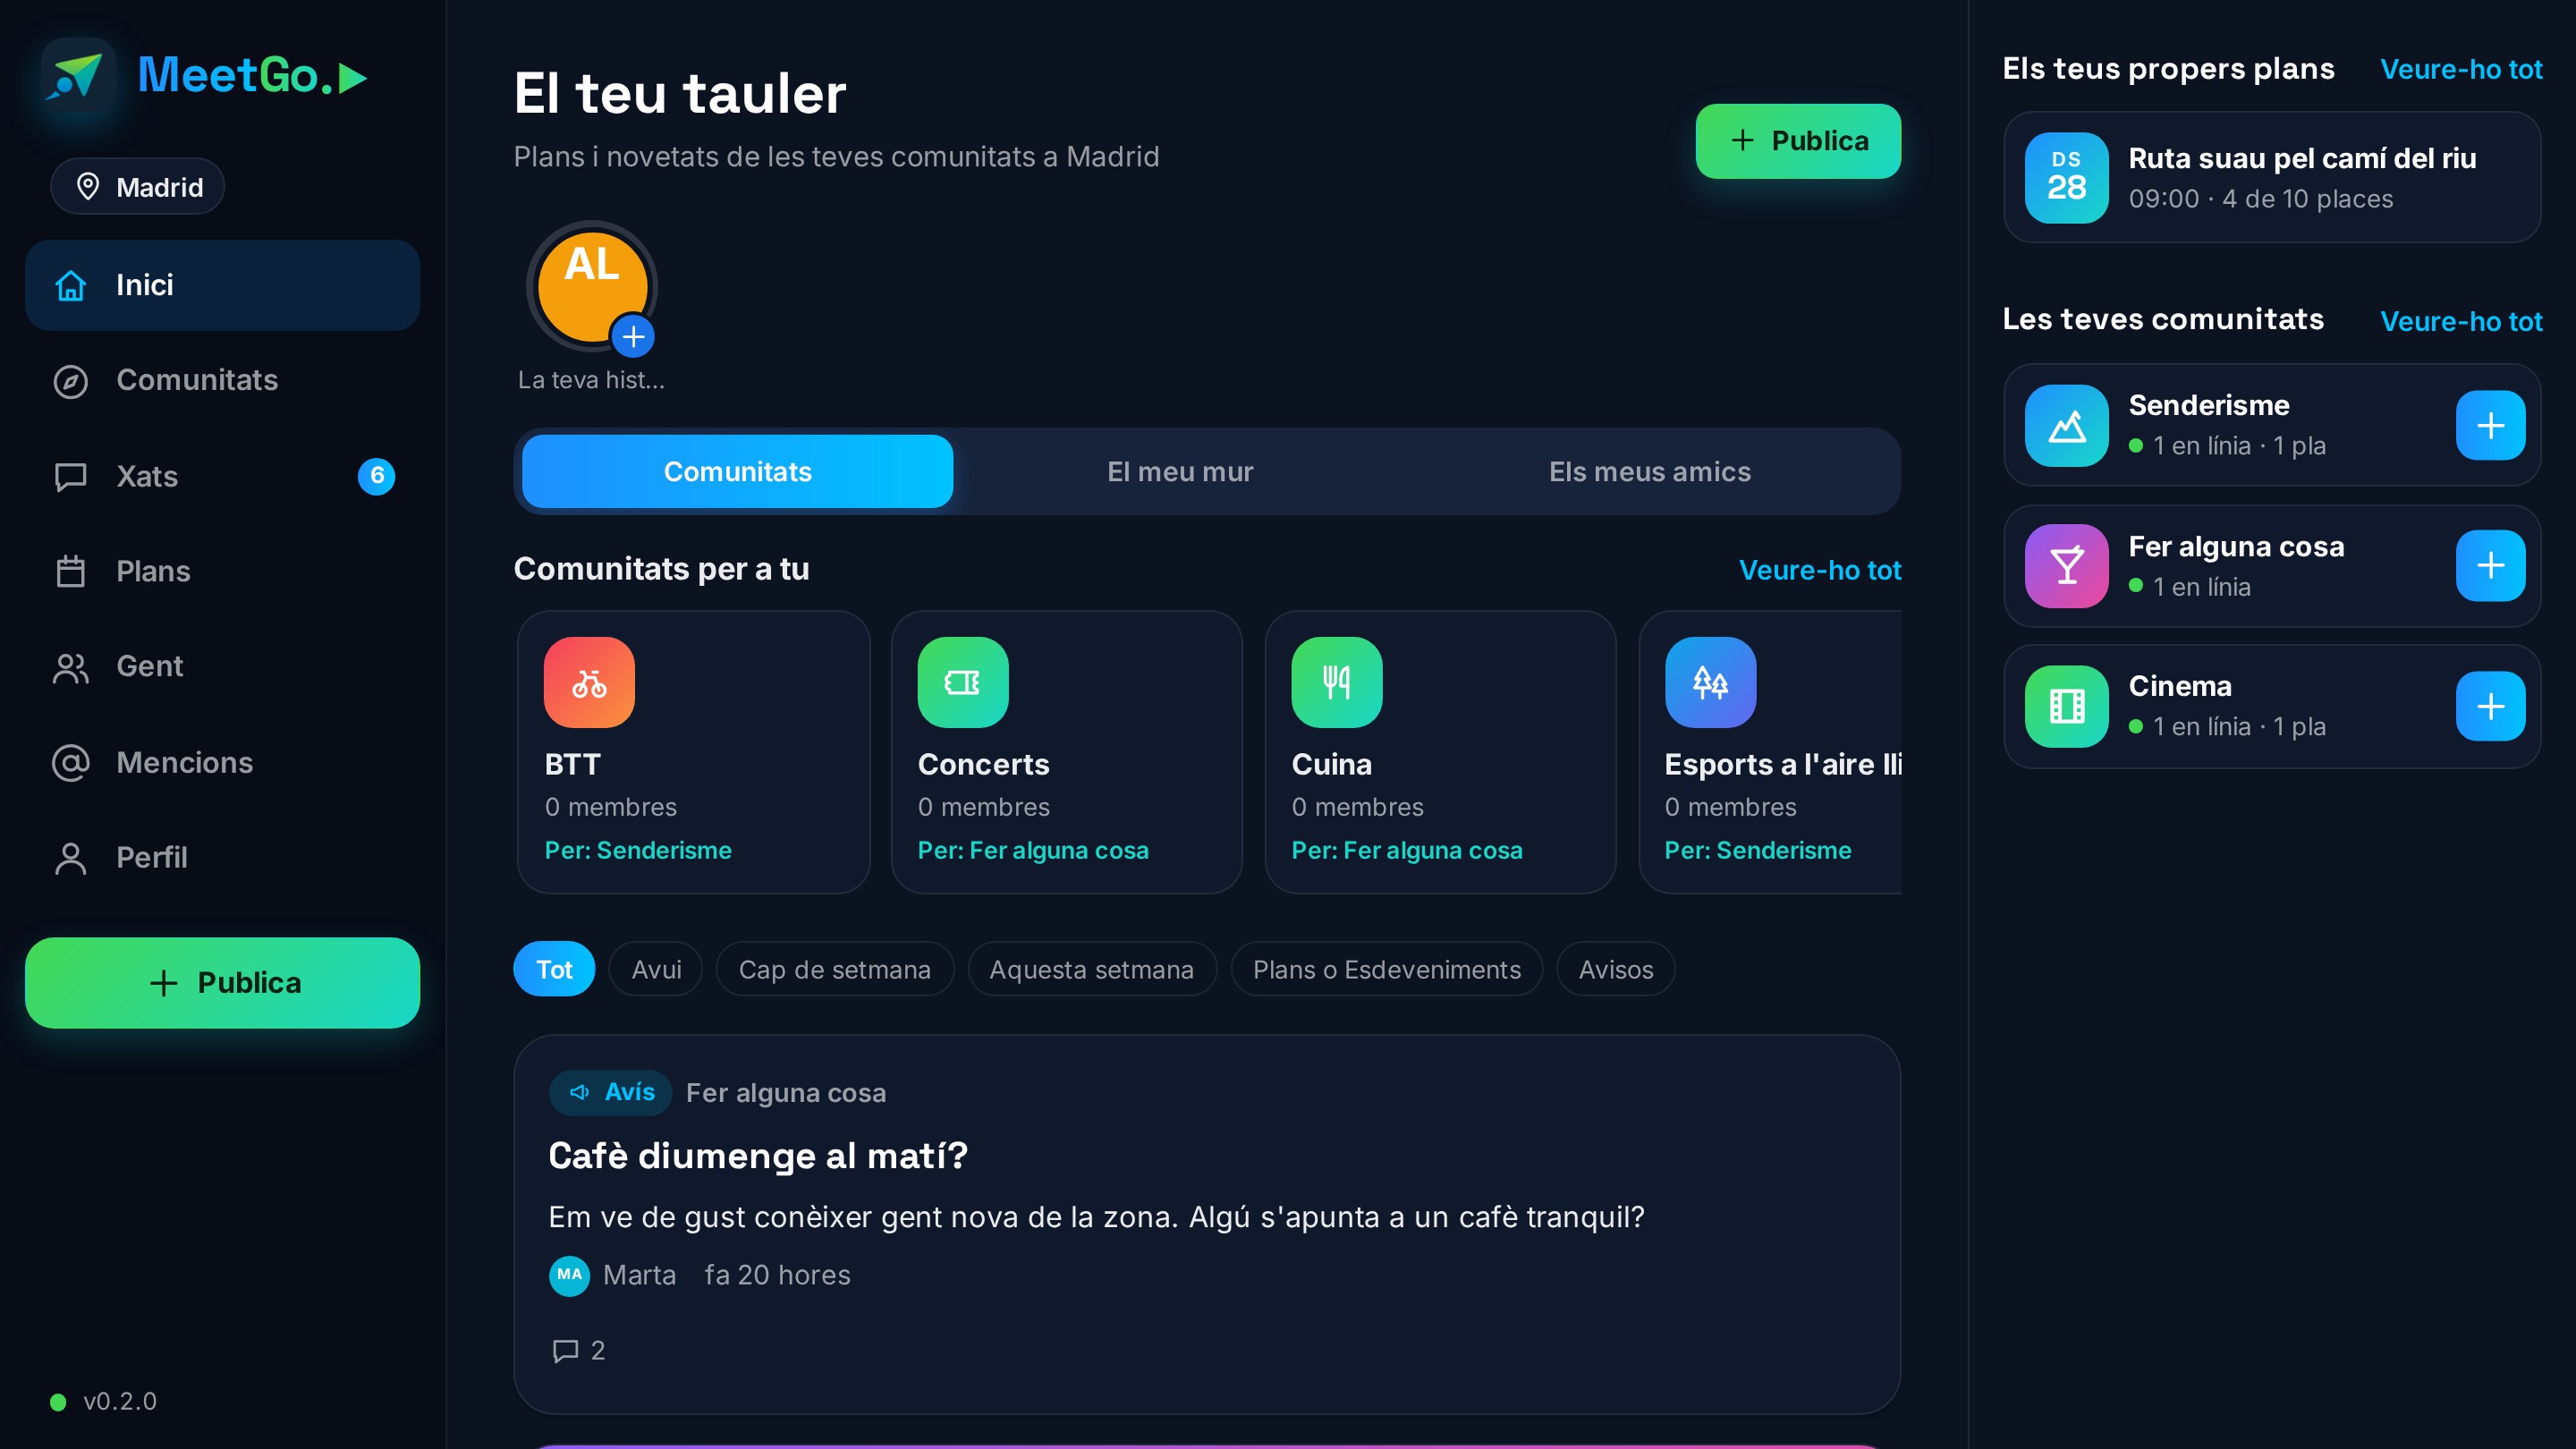 MeetGo.
Madrid
Inici
Comunitats
Xats
6
Plans
Gent
Mencions
Perfil
Publica
v0.2.0
El teu tauler
Plans i novetats de les teves comunitats a Madrid
Publica
AL
La teva hist...
Comunitats
El meu mur
Els meus amics
Comunitats per a tu
Veure-ho tot
BTT
0 membres
Per: Senderisme
Concerts
0 membres
Per: Fer alguna cosa
Cuina
0 membres
Per: Fer alguna cosa
Esports a l'aire lli
0 membres
Per: Senderisme
Tot
Avui
Cap de setmana
Aquesta setmana
Plans o Esdeveniments
Avisos
Avís
Fer alguna cosa
Cafè diumenge al matí?
Em ve de gust conèixer gent nova de la zona. Algú s'apunta a un cafè tranquil?
MA
Marta fa 20 hores
2
Els teus propers plans
Veure-ho tot
DS
28
Ruta suau pel camí del riu
09:00 · 4 de 10 places
Les teves comunitats
Veure-ho tot
Senderisme
1 en línia · 1 pla
Fer alguna cosa
1 en línia
Cinema
1 en línia · 1 pla